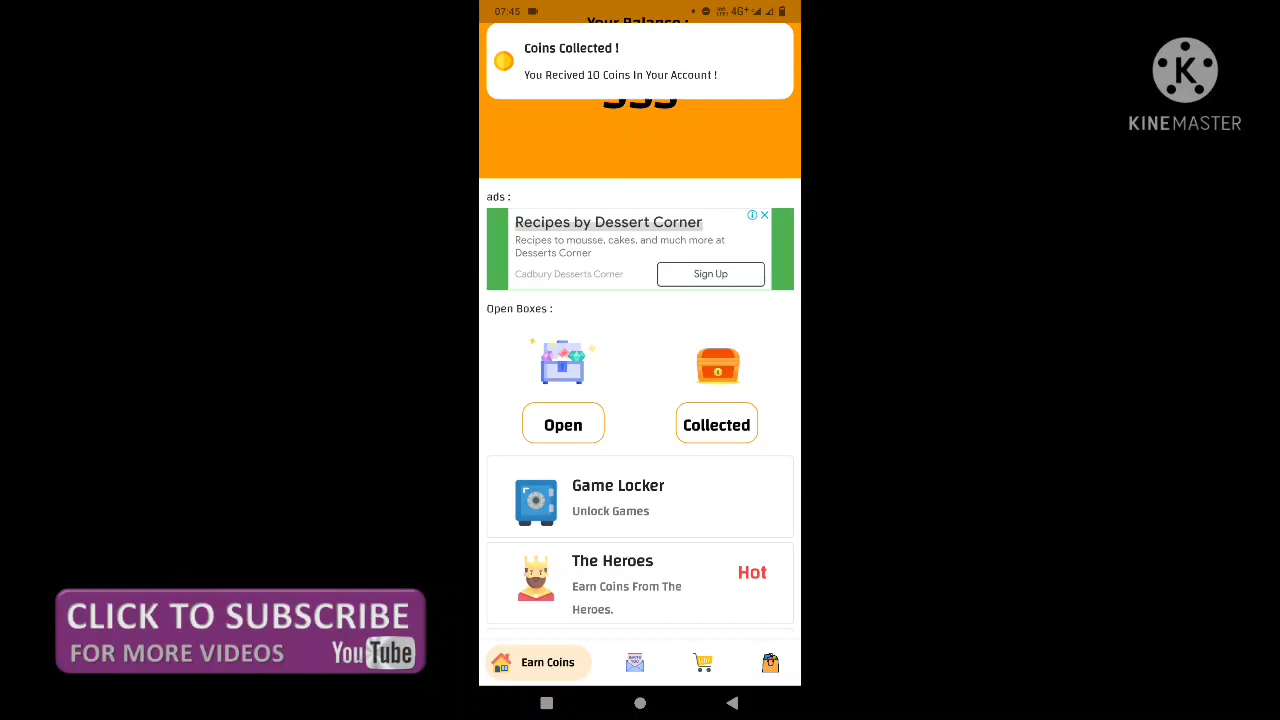 07:45
4G+
Your Balance :
Coins Collected !
You Recived 10 Coins In Your Account !
KINEMASTER
ads :
Recipes by Dessert Corner
Recipes to mousse, cakes, and much more at
Desserts Corner
Cadbury Desserts Corner
Sign Up
Open Boxes :
Open
Collected
Game Locker
Unlock Games
The Heroes
Earn Coins From The
Heroes.
Hot
CLICK TO SUBSCRIBE
FOR MORE VIDEOS YouTube
Earn Coins